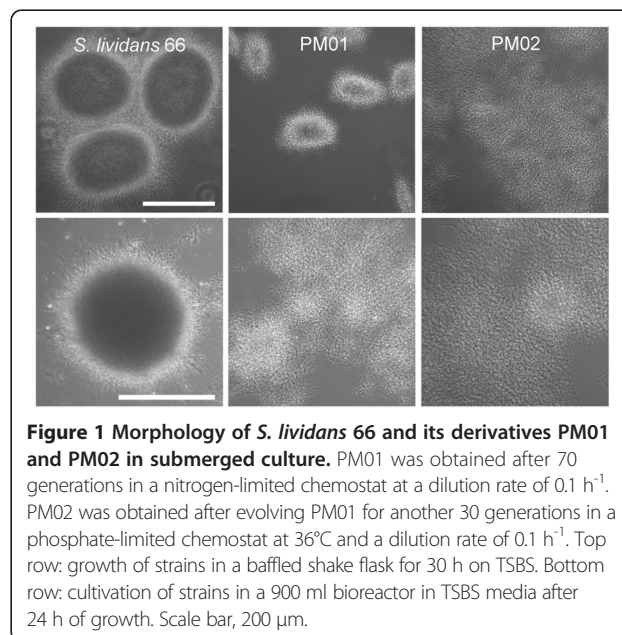 S. lividans 66
PM01
PM02
Figure 1 Morphology of S. lividans 66 and its derivatives PM01
and PM02 in submerged culture. PM01 was obtained after 70
generations in a nitrogen-limited chemostat at a dilution rate of 0.1 h⁻¹.
PM02 was obtained after evolving PM01 for another 30 generations in a
phosphate-limited chemostat at 36°C and a dilution rate of 0.1 h⁻¹. Top
row: growth of strains in a baffled shake flask for 30 h on TSBS. Bottom
row: cultivation of strains in a 900 ml bioreactor in TSBS media after
24 h of growth. Scale bar, 200 μm.